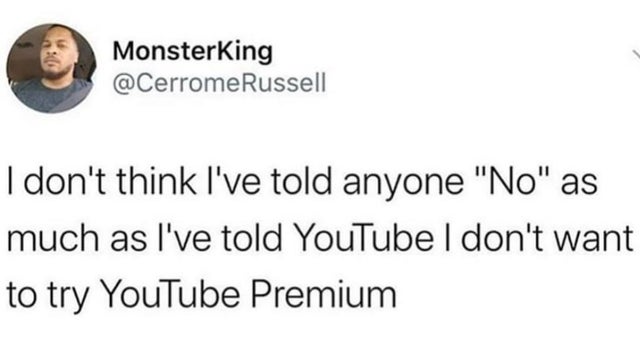 MonsterKing
@CerromeRussell
I don't think I've told anyone "No" as
much as I've told YouTube I don't want
to try YouTube Premium